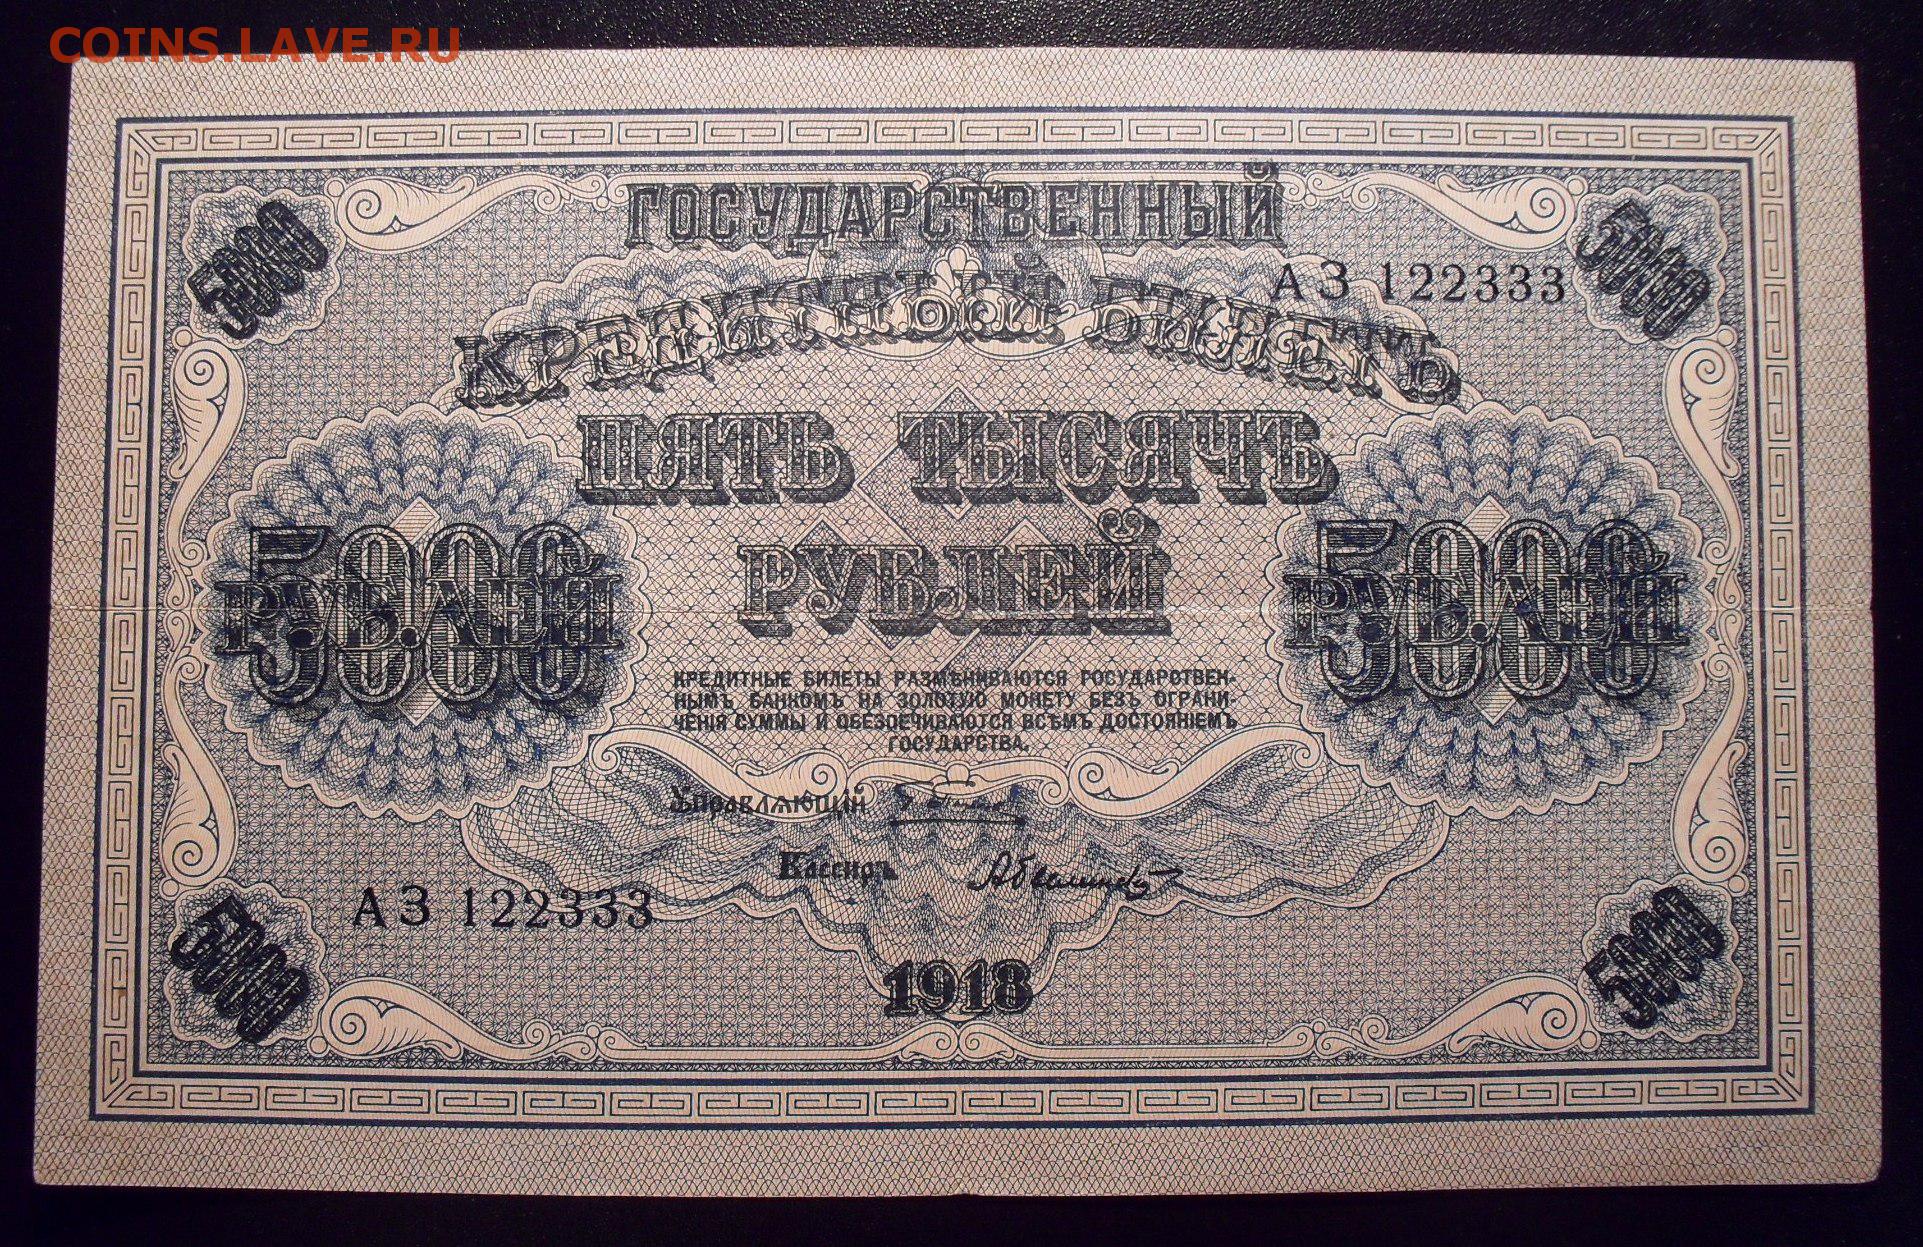 COINS.LAVE.RU
5000 5000
ГОСУДАРСТВЕННЫЙ
АЗ 122333
КРЕДИТНЫЙ БИЛЕТЪ
ПЯТЬ ТЫСЯЧЪ
РУБЛЕЙ
5000 РУБЛЕЙ
5000 РУБЛЕЙ
КРЕДИТНЫЕ БИЛЕТЫ РАЗМѢНИВАЮТСЯ ГОСУДАРСТВЕН-
НЫМЪ БАНКОМЪ НА ЗОЛОТУЮ МОНЕТУ БЕЗЪ ОГРАНИ-
ЧЕНІЯ СУММЫ И ОБЕЗПЕЧИВАЮТСЯ ВСѢМЪ ДОСТОЯНІЕМЪ
ГОСУДАРСТВА.
Управляющій
Кассиръ
АЗ 122333
5000 5000
1918